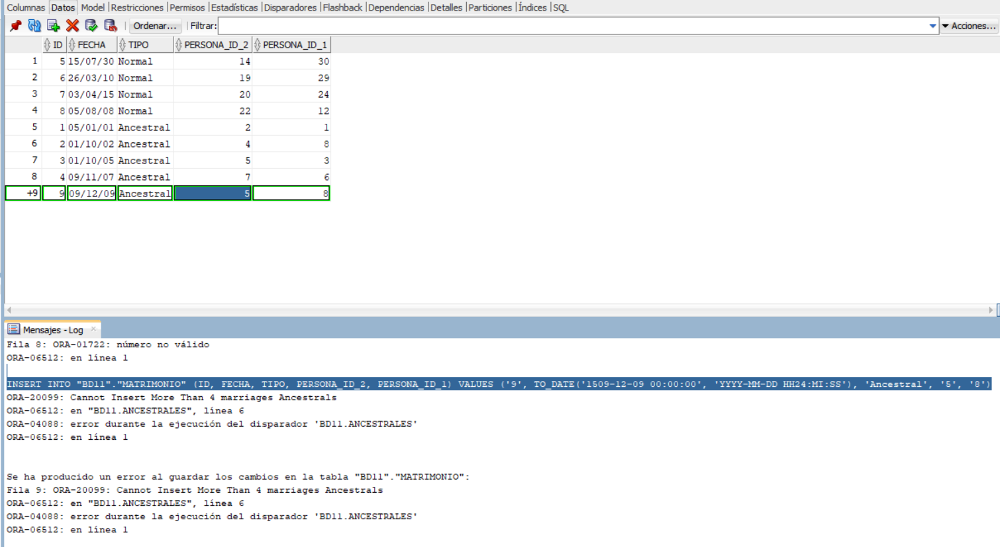 Columnas Datos Model Restricciones Permisos Estadísticas Disparadores Flashback Dependencias Detalles Particiones Índices SQL
Ordenar... Filtrar: Acciones...
ID FECHA TIPO PERSONA_ID_2 PERSONA_ID_1
1 5 15/07/30 Normal 14 30
2 6 26/03/10 Normal 19 29
3 7 03/04/15 Normal 20 24
4 8 05/08/08 Normal 22 12
5 1 05/01/01 Ancestral 2 1
6 2 01/10/02 Ancestral 4 8
7 3 01/10/05 Ancestral 5 3
8 4 09/11/07 Ancestral 7 6
+9 9 09/12/09 Ancestral 5 8
Mensajes - Log
Fila 8: ORA-01722: número no válido
ORA-06512: en línea 1
INSERT INTO "BD11"."MATRIMONIO" (ID, FECHA, TIPO, PERSONA_ID_2, PERSONA_ID_1) VALUES ('9', TO_DATE('1509-12-09 00:00:00', 'YYYY-MM-DD HH24:MI:SS'), 'Ancestral', '5', '8')
ORA-20099: Cannot Insert More Than 4 marriages Ancestrals
ORA-06512: en "BD11.ANCESTRALES", línea 6
ORA-04088: error durante la ejecución del disparador 'BD11.ANCESTRALES'
ORA-06512: en línea 1
Se ha producido un error al guardar los cambios en la tabla "BD11"."MATRIMONIO":
Fila 9: ORA-20099: Cannot Insert More Than 4 marriages Ancestrals
ORA-06512: en "BD11.ANCESTRALES", línea 6
ORA-04088: error durante la ejecución del disparador 'BD11.ANCESTRALES'
ORA-06512: en línea 1